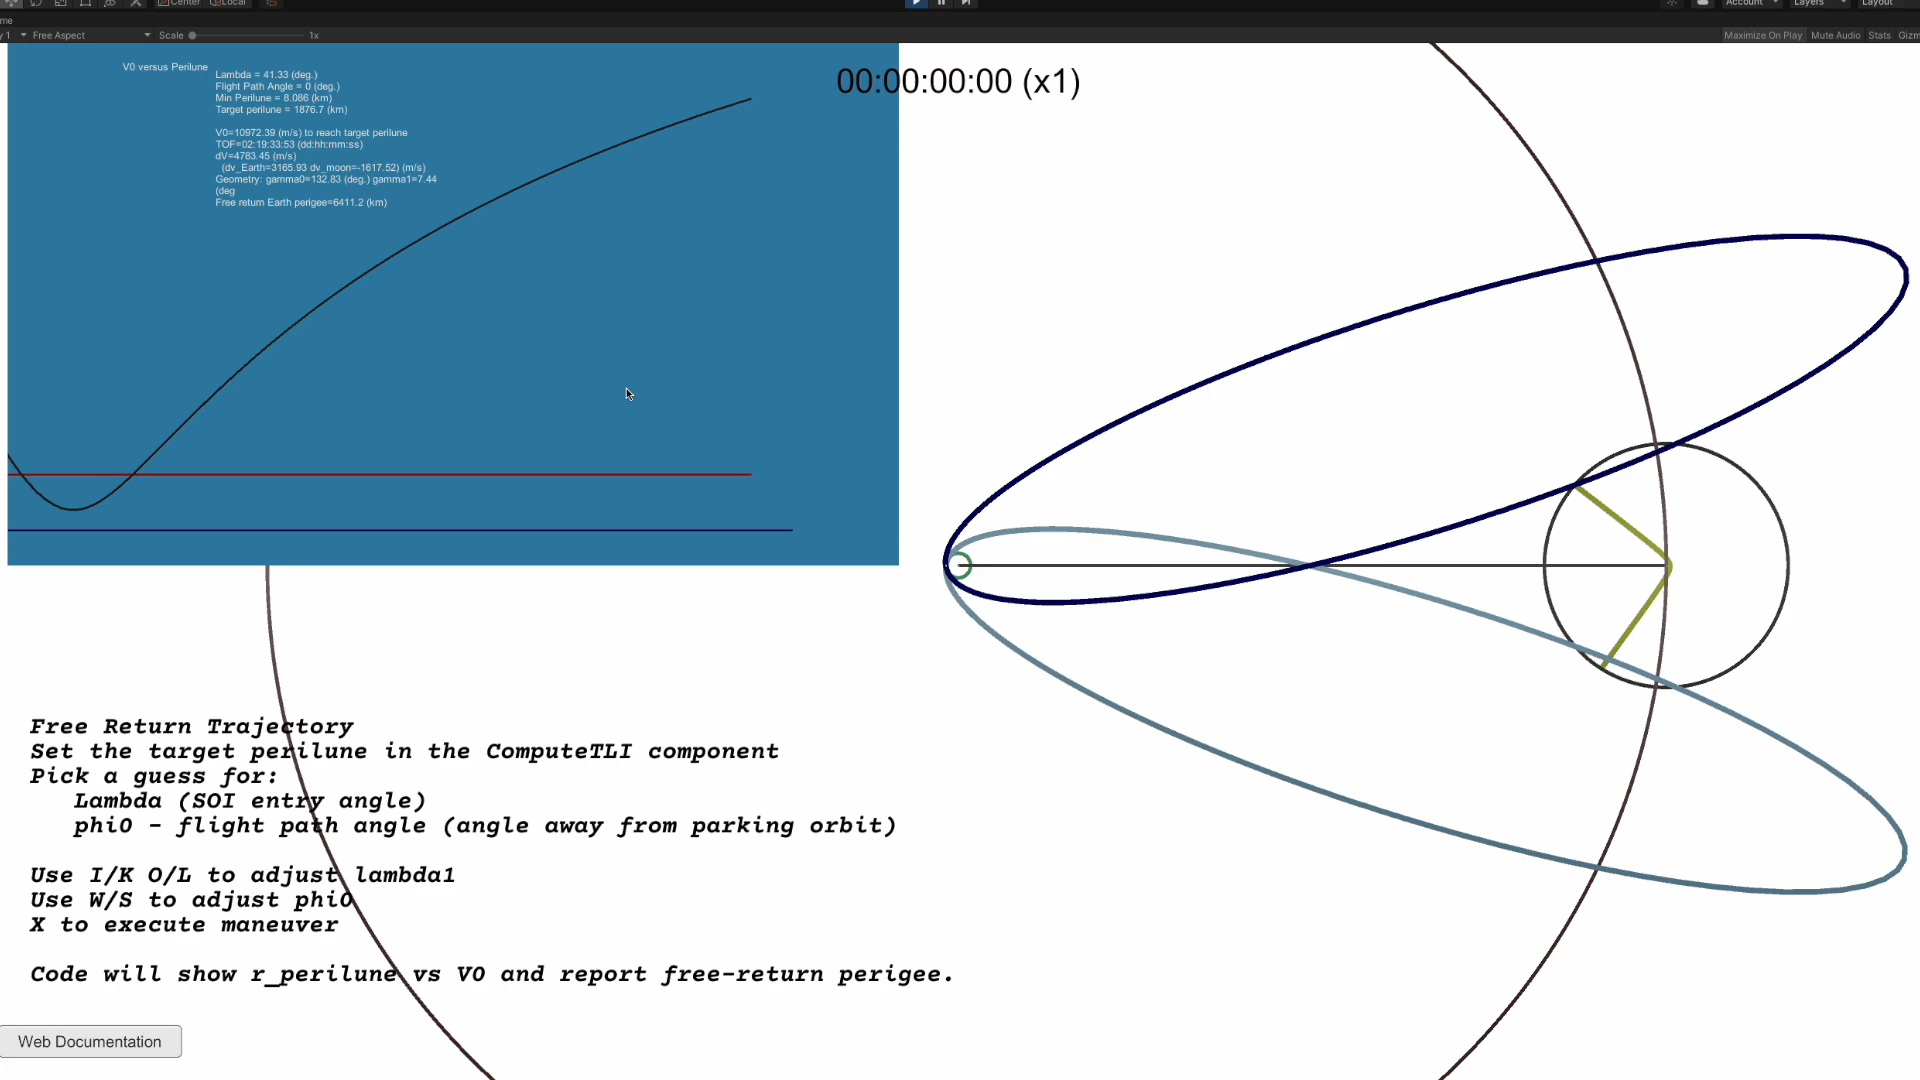 Center Local
Account Layers Layout
me
y 1 Free Aspect Scale 1x Maximize On Play Mute Audio Stats Gizm
00:00:00:00 (x1)
V0 versus Perilune
Lambda = 41.33 (deg.)
Flight Path Angle = 0 (deg.)
Min Perilune = 8.086 (km)
Target perilune = 1876.7 (km)
V0=10972.39 (m/s) to reach target perilune
TOF=02:19:33:53 (dd:hh:mm:ss)
dV=4783.45 (m/s)
(dv_Earth=3165.93 dv_moon=-1617.52) (m/s)
Geometry: gamma0=132.83 (deg.) gamma1=7.44
(deg
Free return Earth perigee=6411.2 (km)
Free Return Trajectory
Set the target perilune in the ComputeTLI component
Pick a guess for:
Lambda (SOI entry angle)
phi0 - flight path angle (angle away from parking orbit)
Use I/K O/L to adjust lambda1
Use W/S to adjust phi0
X to execute maneuver
Code will show r_perilune vs V0 and report free-return perigee.
Web Documentation